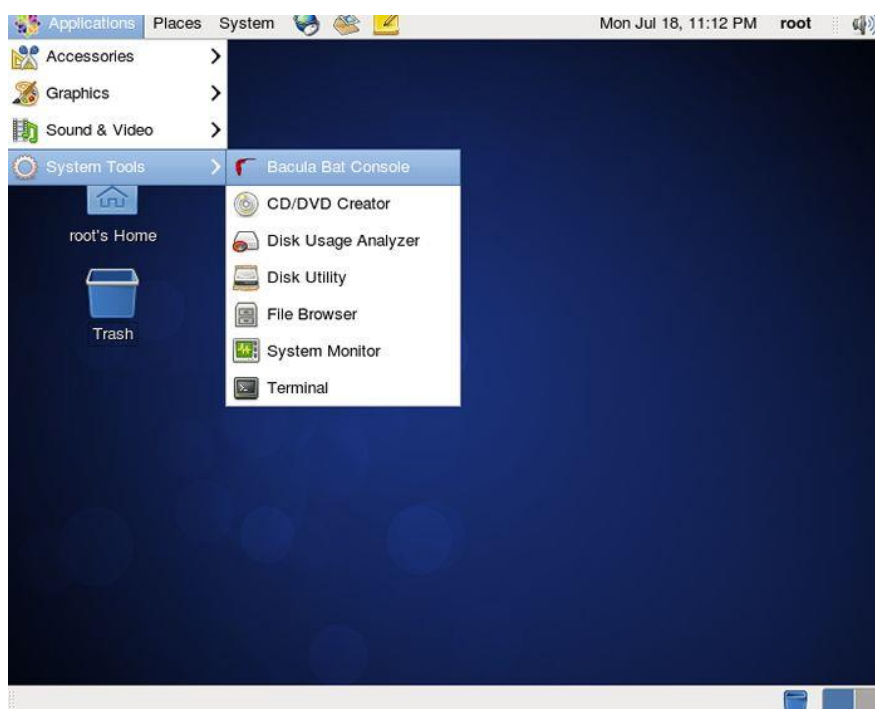 Applications Places System Mon Jul 18, 11:12 PM root
Accessories
Graphics
Sound & Video
System Tools
Bacula Bat Console
CD/DVD Creator
Disk Usage Analyzer
Disk Utility
File Browser
System Monitor
Terminal
root's Home
Trash